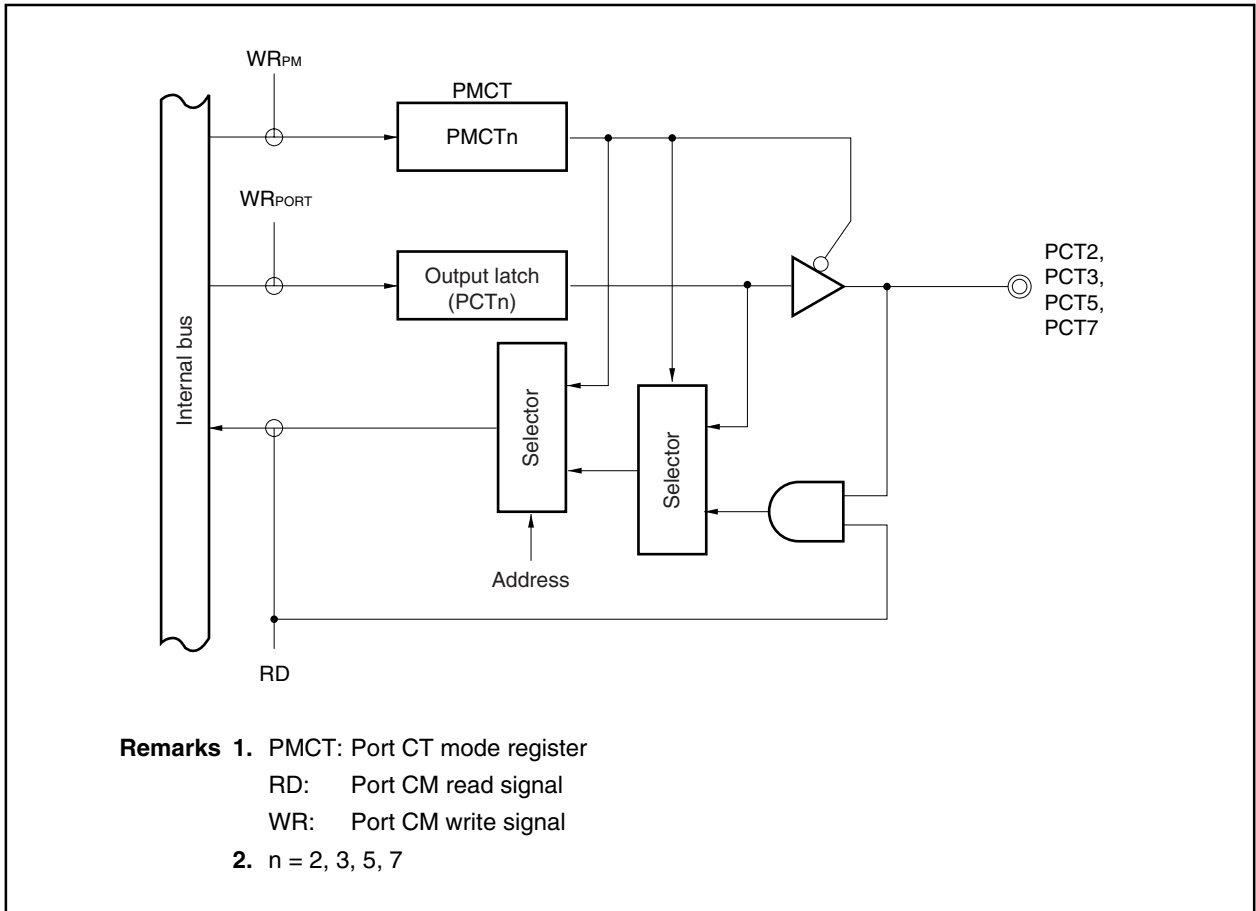 WRPM
PMCT
PMCTn
WRPORT
Output latch
(PCTn)
PCT2,
PCT3,
PCT5,
PCT7
Internal bus
Selector
Selector
Address
RD
Remarks 1. PMCT: Port CT mode register
RD: Port CM read signal
WR: Port CM write signal
2. n = 2, 3, 5, 7